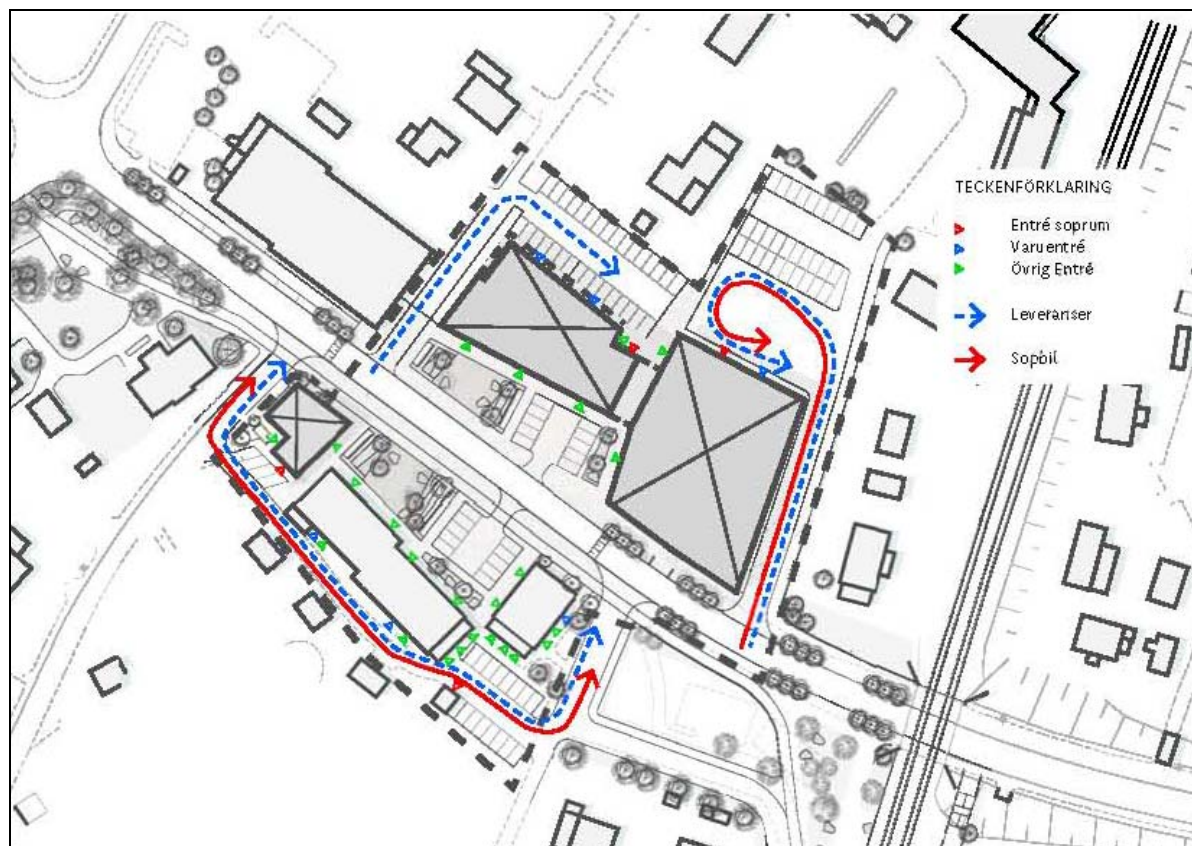 TECKENFÖRKLARING
Entré soprum
Varuentré
Övrig Entré
Leveranser
Sopbil